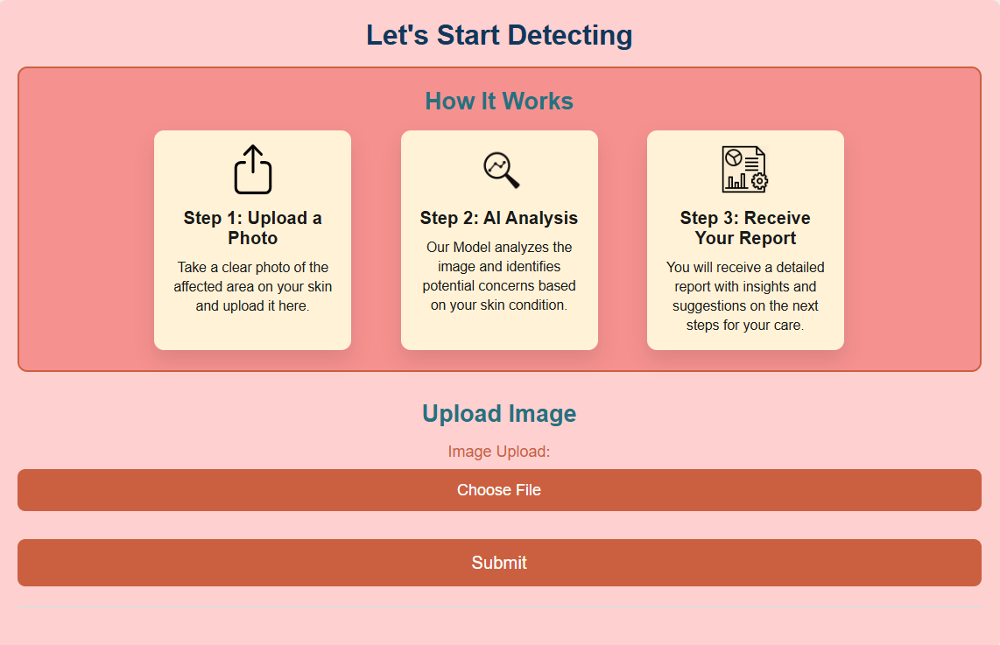 Let's Start Detecting
How It Works
Step 1: Upload a
Photo
Take a clear photo of the
affected area on your skin
and upload it here.
Step 2: AI Analysis
Our Model analyzes the
image and identifies
potential concerns based
on your skin condition.
Step 3: Receive
Your Report
You will receive a detailed
report with insights and
suggestions on the next
steps for your care.
Upload Image
Image Upload:
Choose File
Submit